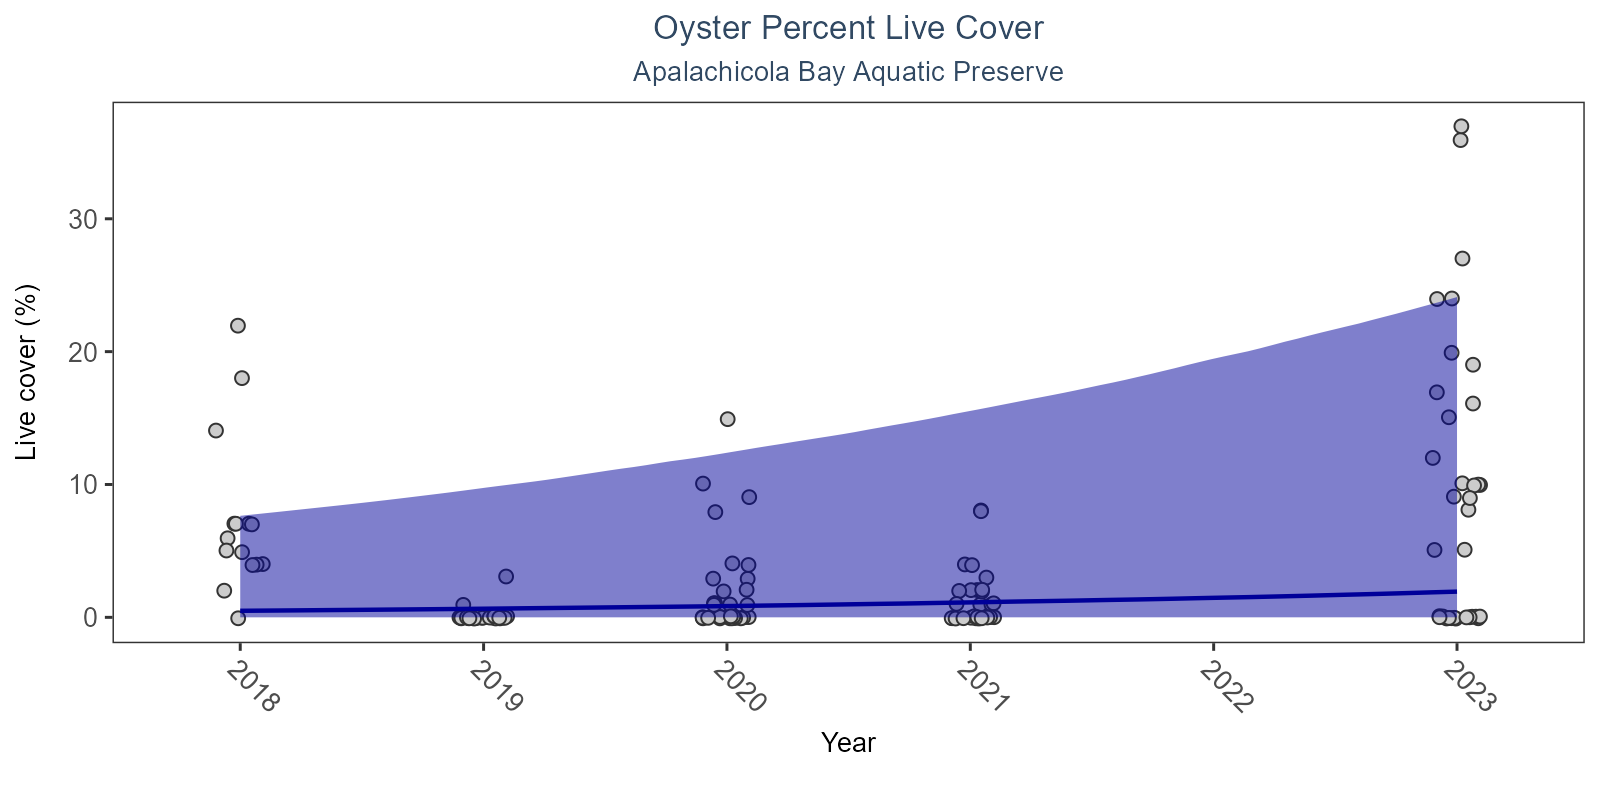 Oyster Percent Live Cover
Apalachicola Bay Aquatic Preserve
Live cover (%)
30
20
10
0
2018
2019
2020
2021
2022
2023
Year